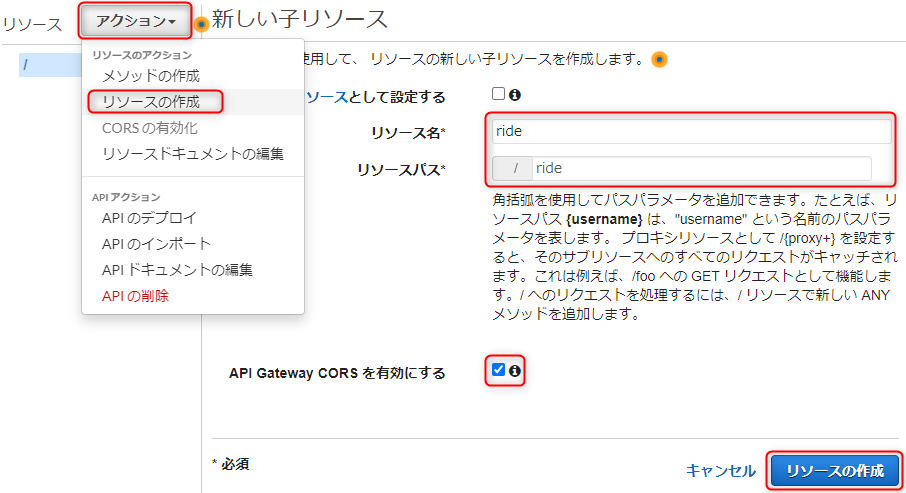 リソース
アクション
/
リソースのアクション
メソッドの作成
リソースの作成
CORS の有効化
リソースドキュメントの編集
API アクション
API のデプロイ
API のインポート
API ドキュメントの編集
API の削除
新しい子リソース
使用して、 リソースの新しい子リソースを作成します。
ソースとして設定する
リソース名*
ride
リソースパス*
/ ride
角括弧を使用してパスパラメータを追加できます。たとえば、リ
ソースパス {username} は、"username" という名前のパスパラ
メータを表します。 プロキシリソースとして /{proxy+} を設定す
ると、そのサブリソースへのすべてのリクエストがキャッチされ
ます。これは例えば、/foo への GET リクエストとして機能しま
す。/ へのリクエストを処理するには、/ リソースで新しい ANY
メソッドを追加します。
API Gateway CORS を有効にする
* 必須
キャンセル
リソースの作成